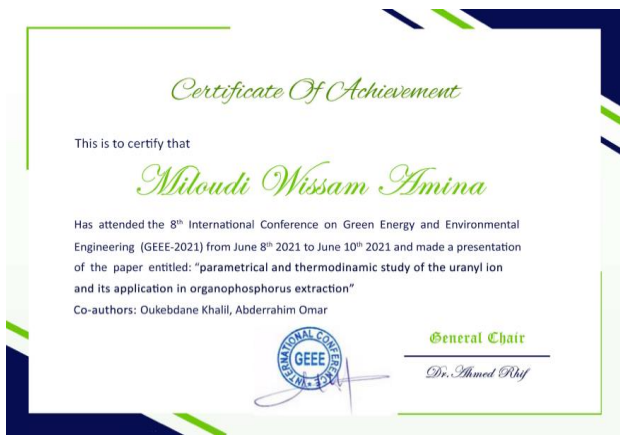 Certificate Of Achievement
This is to certify that
Miloudi Wissam Amina
Has attended the 8th International Conference on Green Energy and Environmental
Engineering (GEEE-2021) from June 8th 2021 to June 10th 2021 and made a presentation
of the paper entitled: "parametrical and thermodinamic study of the uranyl ion
and its application in organophosphorus extraction"
Co-authors: Oukebdane Khalil, Abderrahim Omar
INTERNATIONAL CONFERENCE
GEEE
General Chair
Dr. Ahmed Rhif